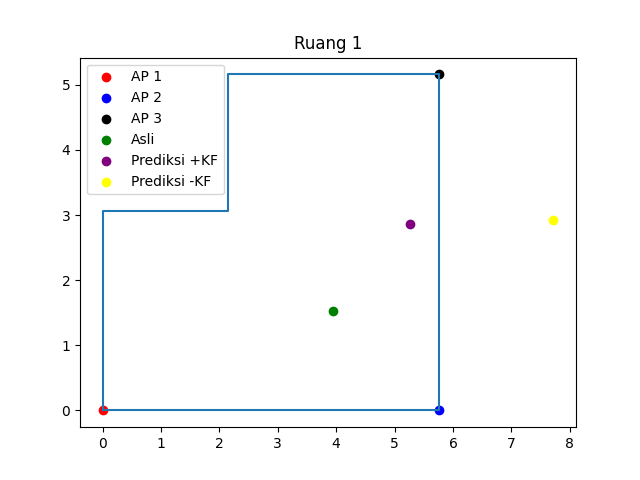 Ruang 1
AP 1
AP 2
AP 3
Asli
Prediksi +KF
Prediksi -KF
5
4
3
2
1
0
0 1 2 3 4 5 6 7 8